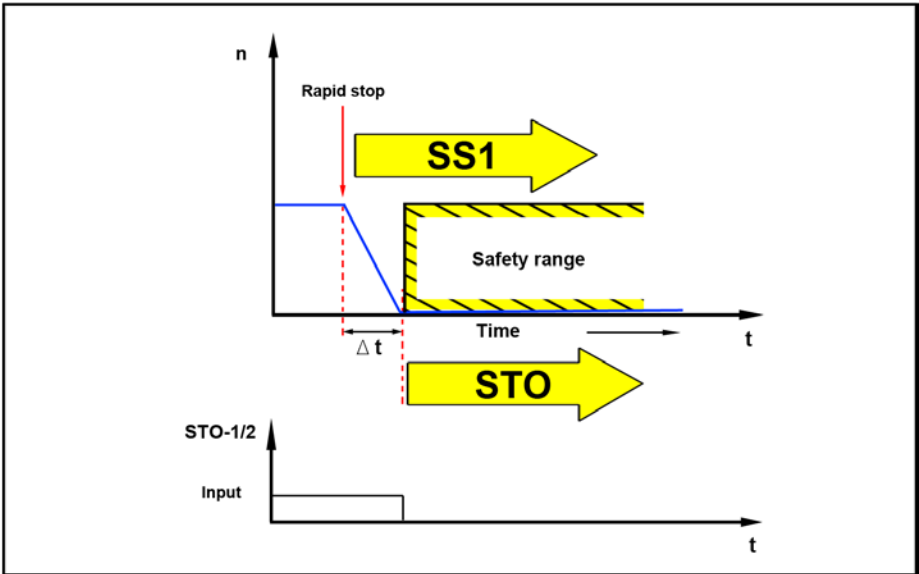 n
Rapid stop
SS1
Safety range
Time
t
Δ t
STO
STO-1/2
Input
t